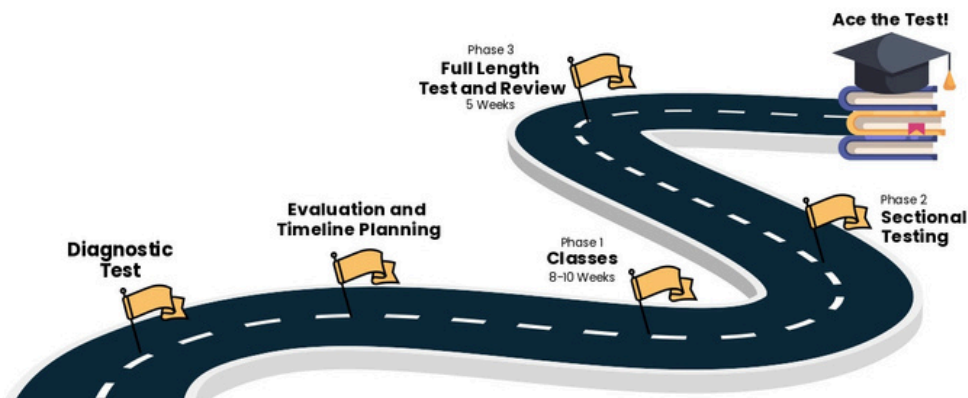 Diagnostic
Test
Evaluation and
Timeline Planning
Phase 1
Classes
8-10 Weeks
Phase 2
Sectional
Testing
Phase 3
Full Length
Test and Review
5 Weeks
Ace the Test!